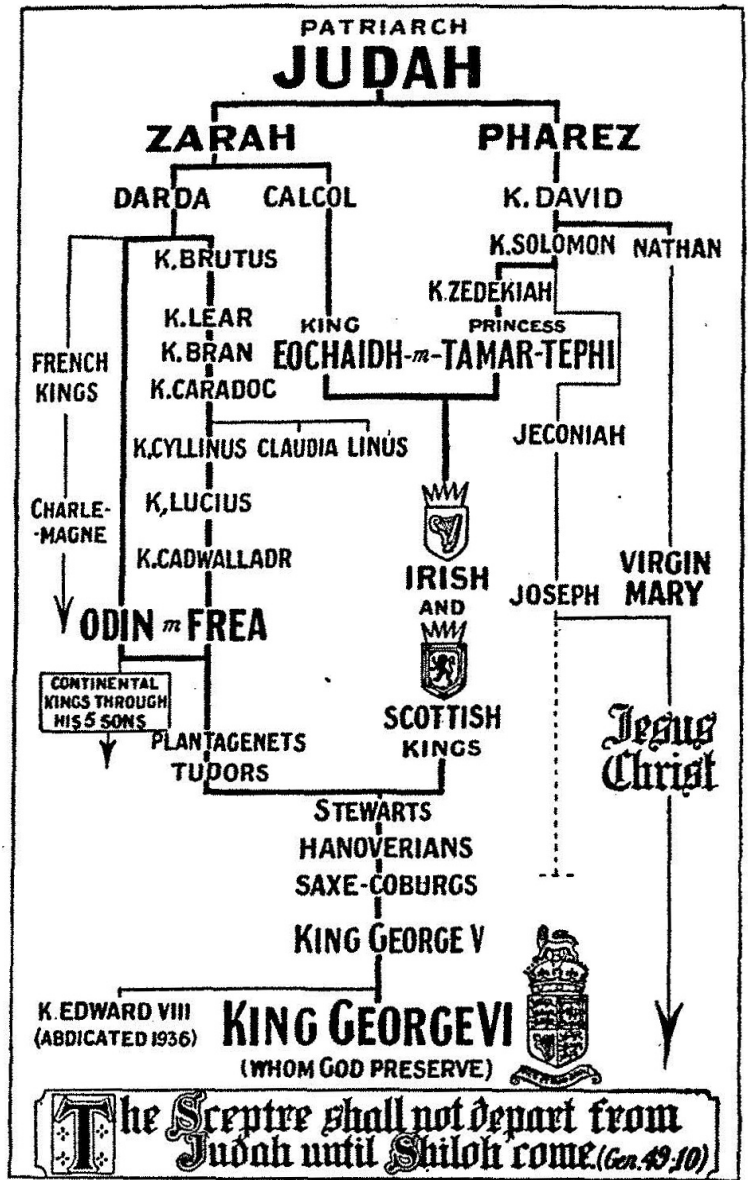 PATRIARCH
JUDAH
ZARAH PHAREZ
DARDA CALCOL K. DAVID
K. BRUTUS K. SOLOMON NATHAN
K. ZEDEKIAH
K. LEAR KING PRINCESS
FRENCH KINGS K. BRAN EOCHAIDH -m- TAMAR-TEPHI
K. CARADOC
K. CYLLINUS CLAUDIA LINUS JECONIAH
CHARLE-
-MAGNE K, LUCIUS
K. CADWALLADR
IRISH
AND
JOSEPH VIRGIN
MARY
ODIN m FREA
CONTINENTAL
KINGS THROUGH
HIS 5 SONS
SCOTTISH
KINGS
Jesus
Christ
PLANTAGENETS
TUDORS
STEWARTS
HANOVERIANS
SAXE-COBURGS
KING GEORGE V
K. EDWARD VIII
(ABDICATED 1936)
KING GEORGE VI
(WHOM GOD PRESERVE)
The Sceptre shall not depart from
Judah until Shiloh come. (Gen. 49:10)